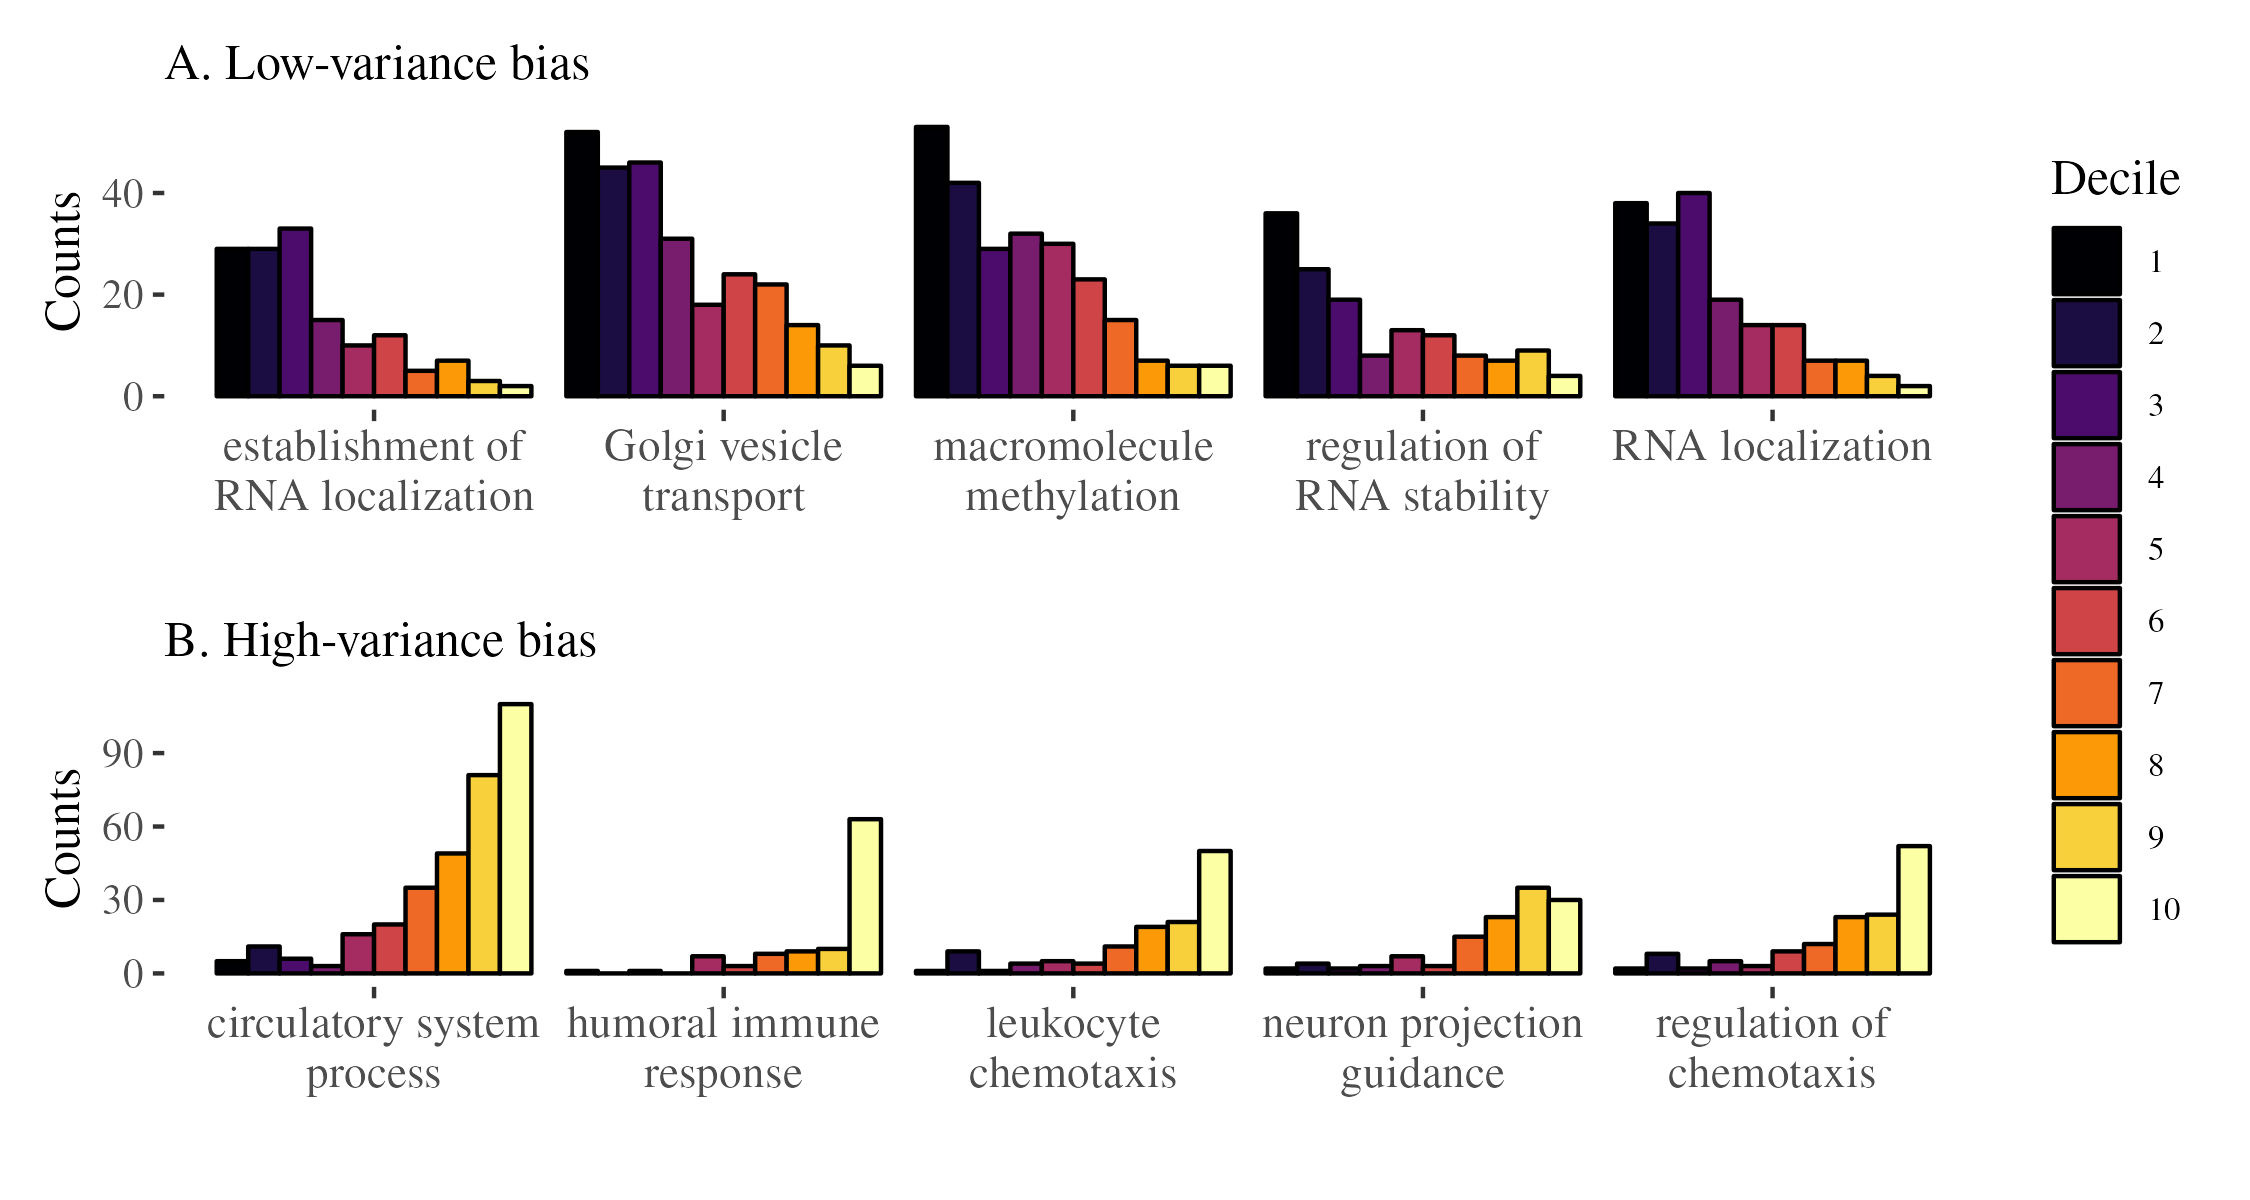 A. Low-variance bias
Counts
40
20
0
establishment of
RNA localization
Golgi vesicle
transport
macromolecule
methylation
regulation of
RNA stability
RNA localization
B. High-variance bias
Counts
90
60
30
0
circulatory system
process
humoral immune
response
leukocyte
chemotaxis
neuron projection
guidance
regulation of
chemotaxis
Decile
1
2
3
4
5
6
7
8
9
10